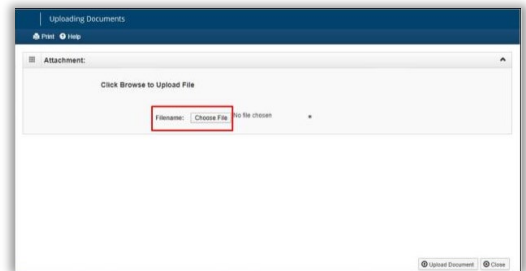 Uploading Documents
Print Help
Attachment:
Click Browse to Upload File
Filename: Choose File No file chosen *
Upload Document Close